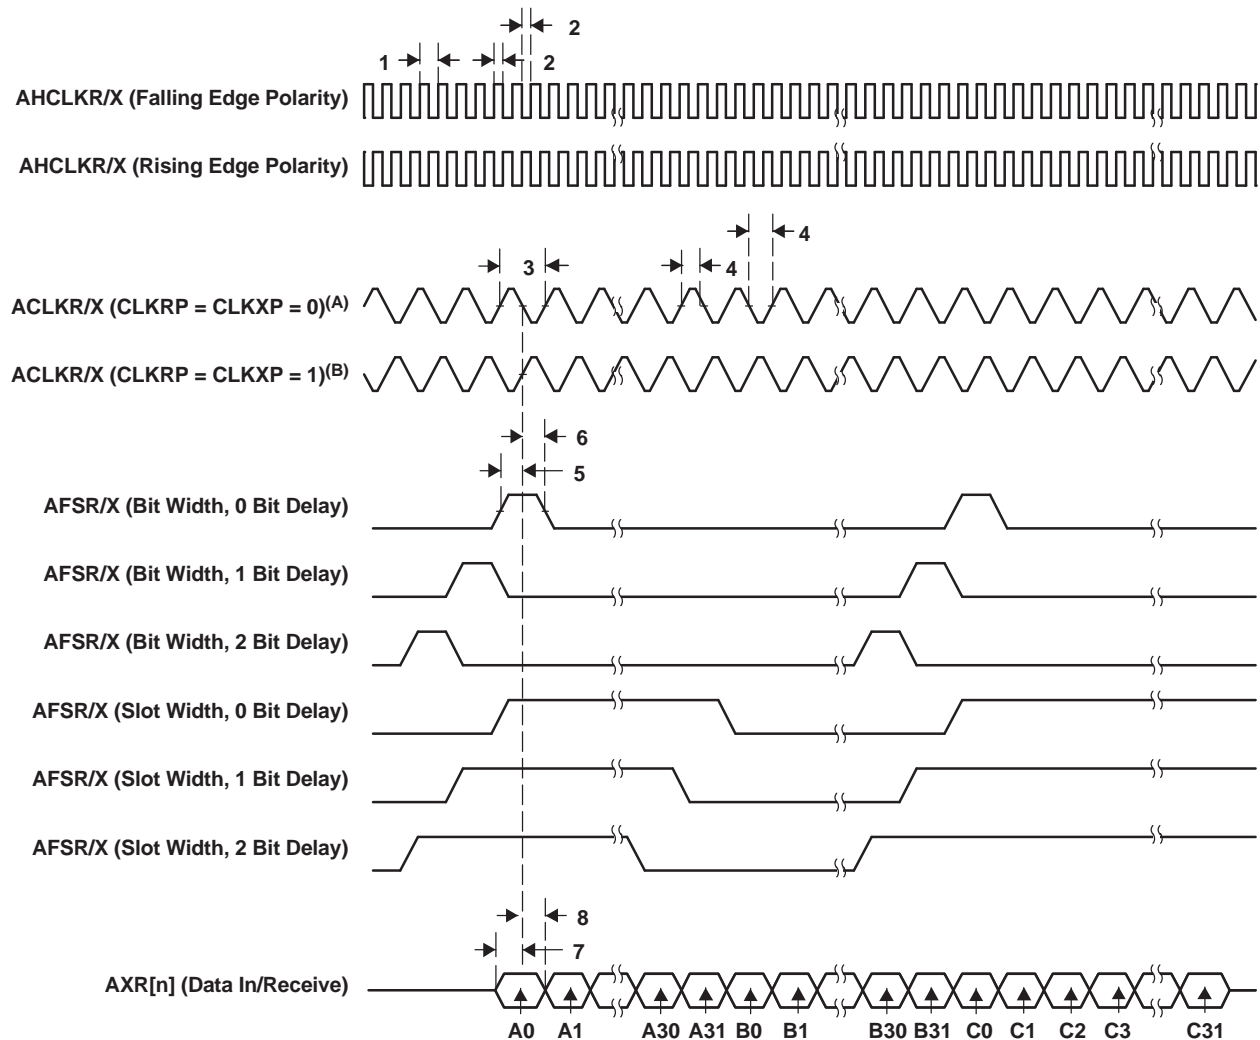 2
1
2
AHCLKR/X (Falling Edge Polarity)
AHCLKR/X (Rising Edge Polarity)
4
3
4
ACLKR/X (CLKRP = CLKXP = 0)(A)
ACLKR/X (CLKRP = CLKXP = 1)(B)
6
5
AFSR/X (Bit Width, 0 Bit Delay)
AFSR/X (Bit Width, 1 Bit Delay)
AFSR/X (Bit Width, 2 Bit Delay)
AFSR/X (Slot Width, 0 Bit Delay)
AFSR/X (Slot Width, 1 Bit Delay)
AFSR/X (Slot Width, 2 Bit Delay)
8
7
AXR[n] (Data In/Receive)
A0 A1 A30 A31 B0 B1 B30 B31 C0 C1 C2 C3 C31